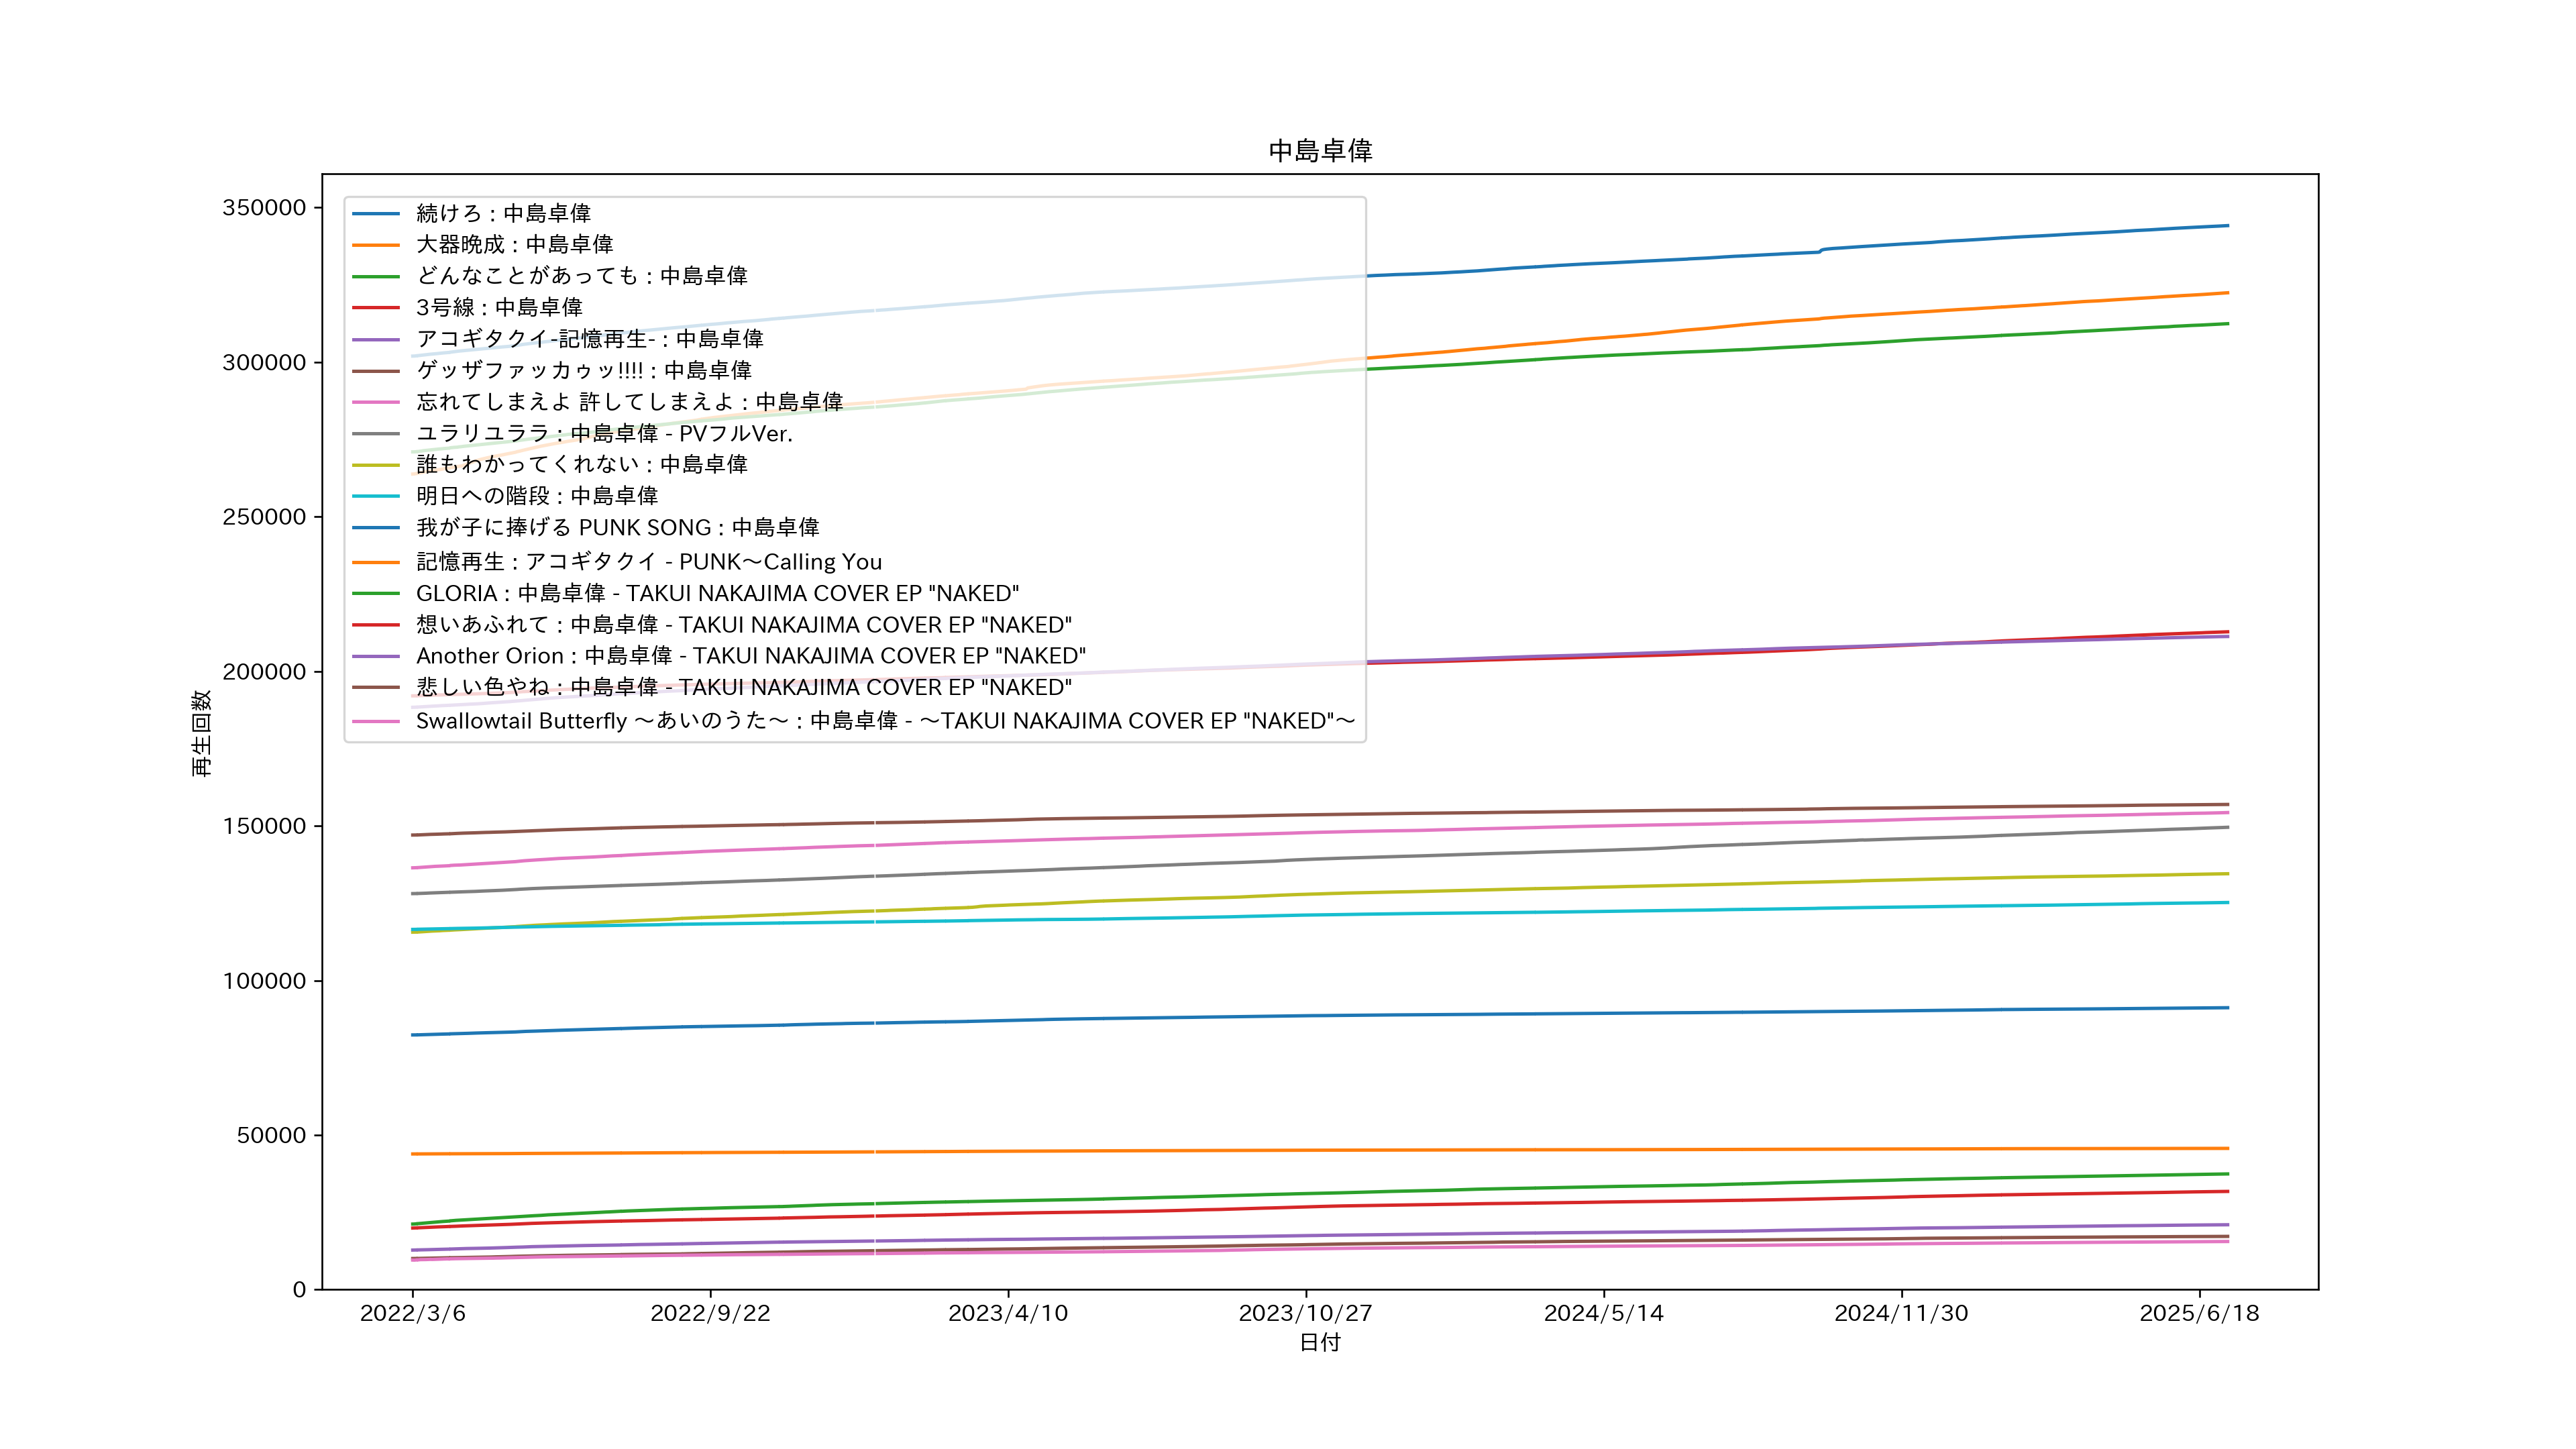 中島卓偉
350000
300000
250000
200000
150000
100000
50000
0
再生回数
続けろ : 中島卓偉
大器晩成 : 中島卓偉
どんなことがあっても : 中島卓偉
3号線 : 中島卓偉
アコギタクイ-記憶再生- : 中島卓偉
ゲッザファッカゥッ!!!! : 中島卓偉
忘れてしまえよ 許してしまえよ : 中島卓偉
ユラリユララ : 中島卓偉 - PVフルVer.
誰もわかってくれない : 中島卓偉
明日への階段 : 中島卓偉
我が子に捧げる PUNK SONG : 中島卓偉
記憶再生 : アコギタクイ - PUNK～Calling You
GLORIA : 中島卓偉 - TAKUI NAKAJIMA COVER EP "NAKED"
想いあふれて : 中島卓偉 - TAKUI NAKAJIMA COVER EP "NAKED"
Another Orion : 中島卓偉 - TAKUI NAKAJIMA COVER EP "NAKED"
悲しい色やね : 中島卓偉 - TAKUI NAKAJIMA COVER EP "NAKED"
Swallowtail Butterfly ～あいのうた～ : 中島卓偉 - ～TAKUI NAKAJIMA COVER EP "NAKED"～
2022/3/6 2022/9/22 2023/4/10 2023/10/27 2024/5/14 2024/11/30 2025/6/18
日付